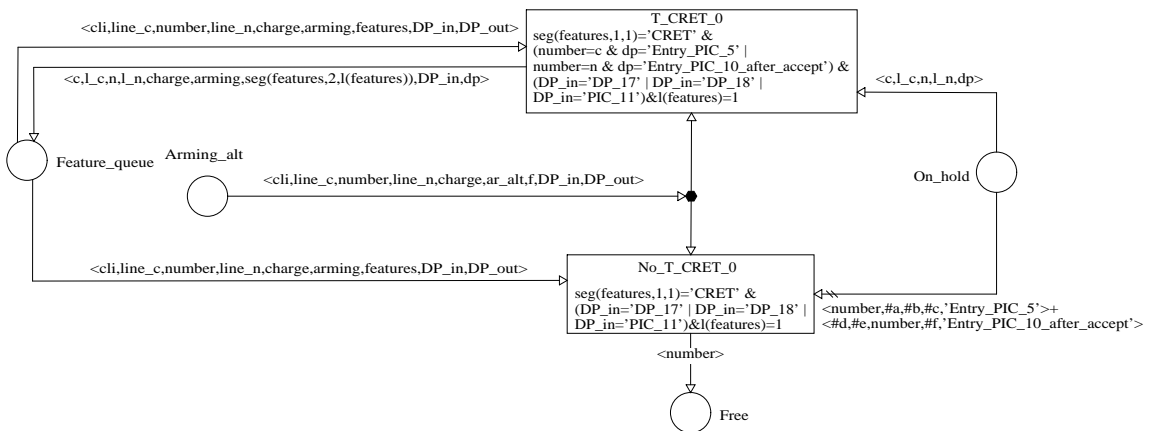 <cli,line_c,number,line_n,charge,arming,features,DP_in,DP_out>
T_CRET_0
seg(features,1,1)='CRET' &
(number=c & dp='Entry_PIC_5' |
number=n & dp='Entry_PIC_10_after_accept') &
(DP_in='DP_17' | DP_in='DP_18' |
DP_in='PIC_11')&l(features)=1
<c,l_c,n,l_n,charge,arming,seg(features,2,l(features)),DP_in,dp>
<c,l_c,n,l_n,dp>
Feature_queue
Arming_alt
<cli,line_c,number,line_n,charge,ar_alt,f,DP_in,DP_out>
On_hold
<cli,line_c,number,line_n,charge,arming,features,DP_in,DP_out>
No_T_CRET_0
seg(features,1,1)='CRET' &
(DP_in='DP_17' | DP_in='DP_18' |
DP_in='PIC_11')&l(features)=1
<number,#a,#b,#c,'Entry_PIC_5'>+
<#d,#e,number,#f,'Entry_PIC_10_after_accept'>
<number>
Free